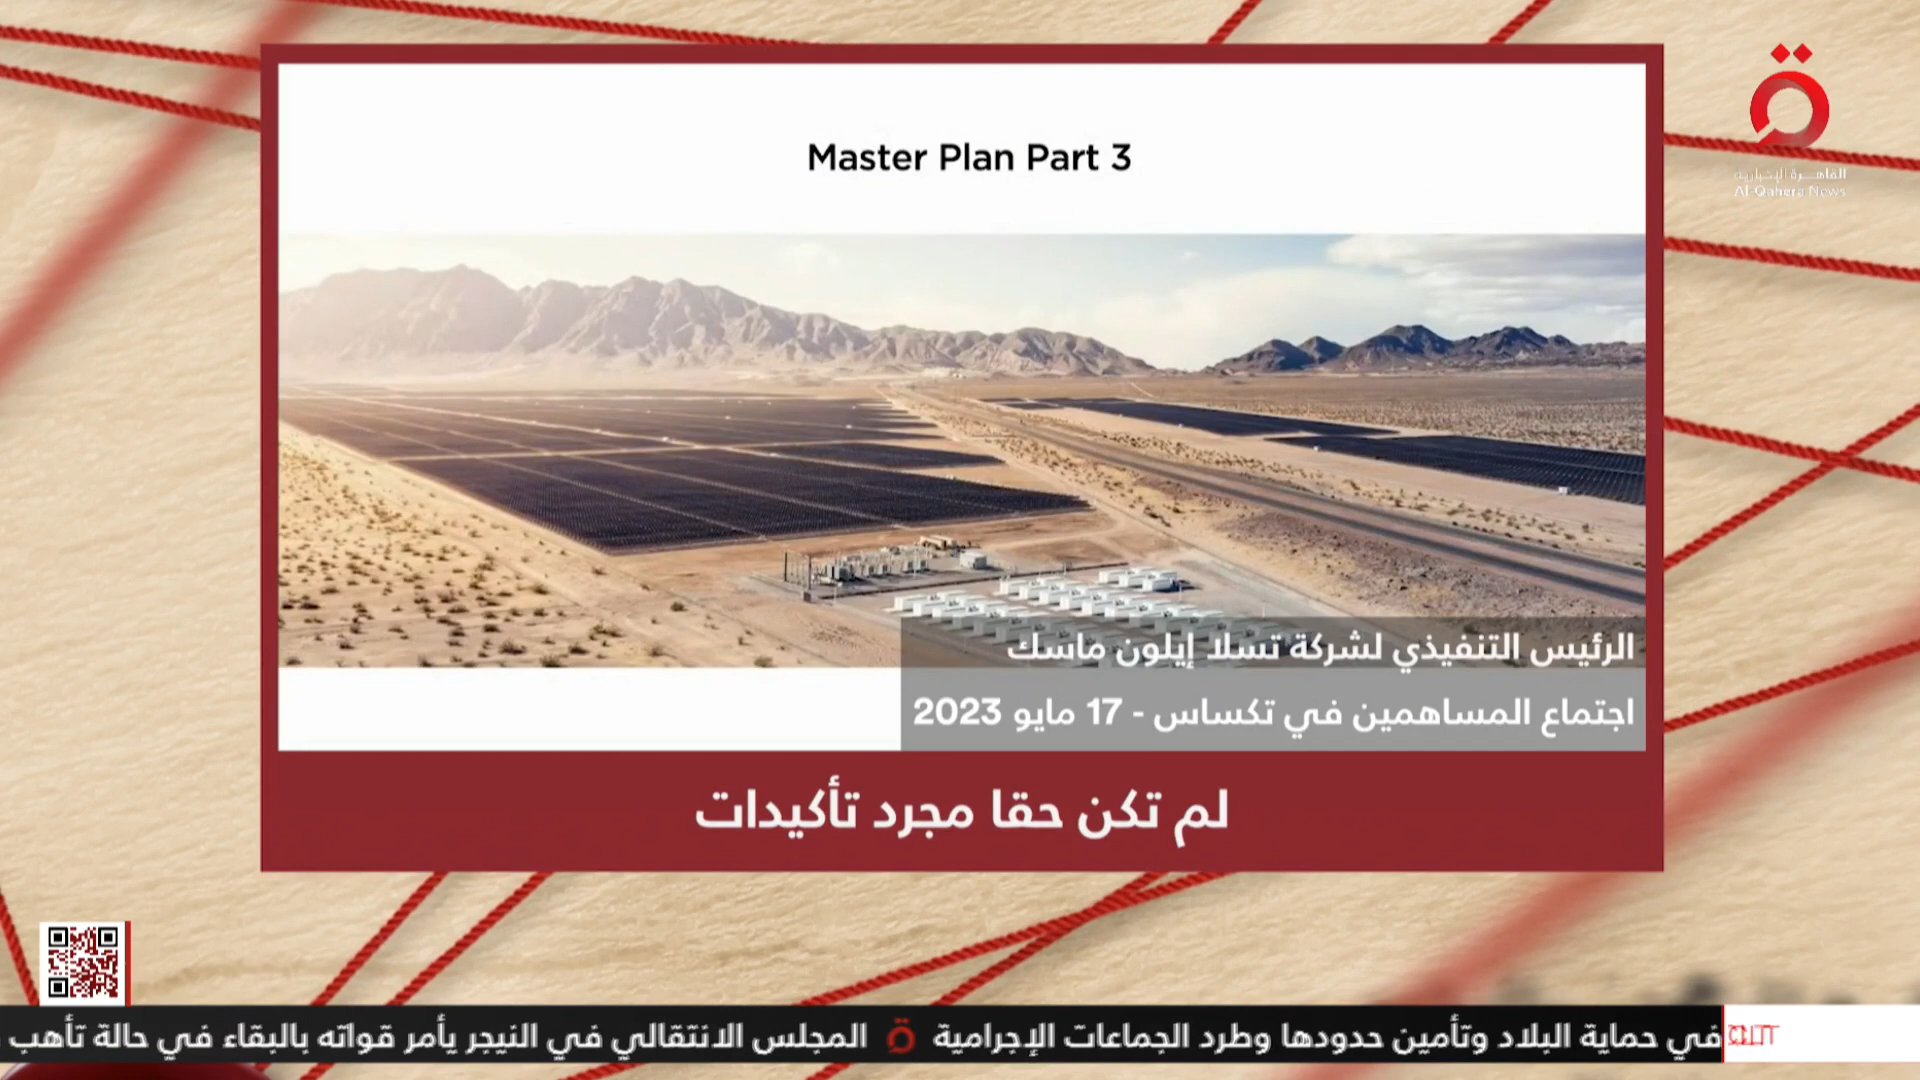 Master Plan Part 3
القاهرة الإخبارية
Al Qahera News
الرئيس التنفيذي لشركة تسلا إيلون ماسك
اجتماع المساهمين في تكساس - 17 مايو 2023
لم تكن حقا مجرد تأكيدات
في حماية البلاد وتأمين حدودها وطرد الجماعات الإجرامية
المجلس الانتقالي في النيجر يأمر قواته بالبقاء في حالة تأهب